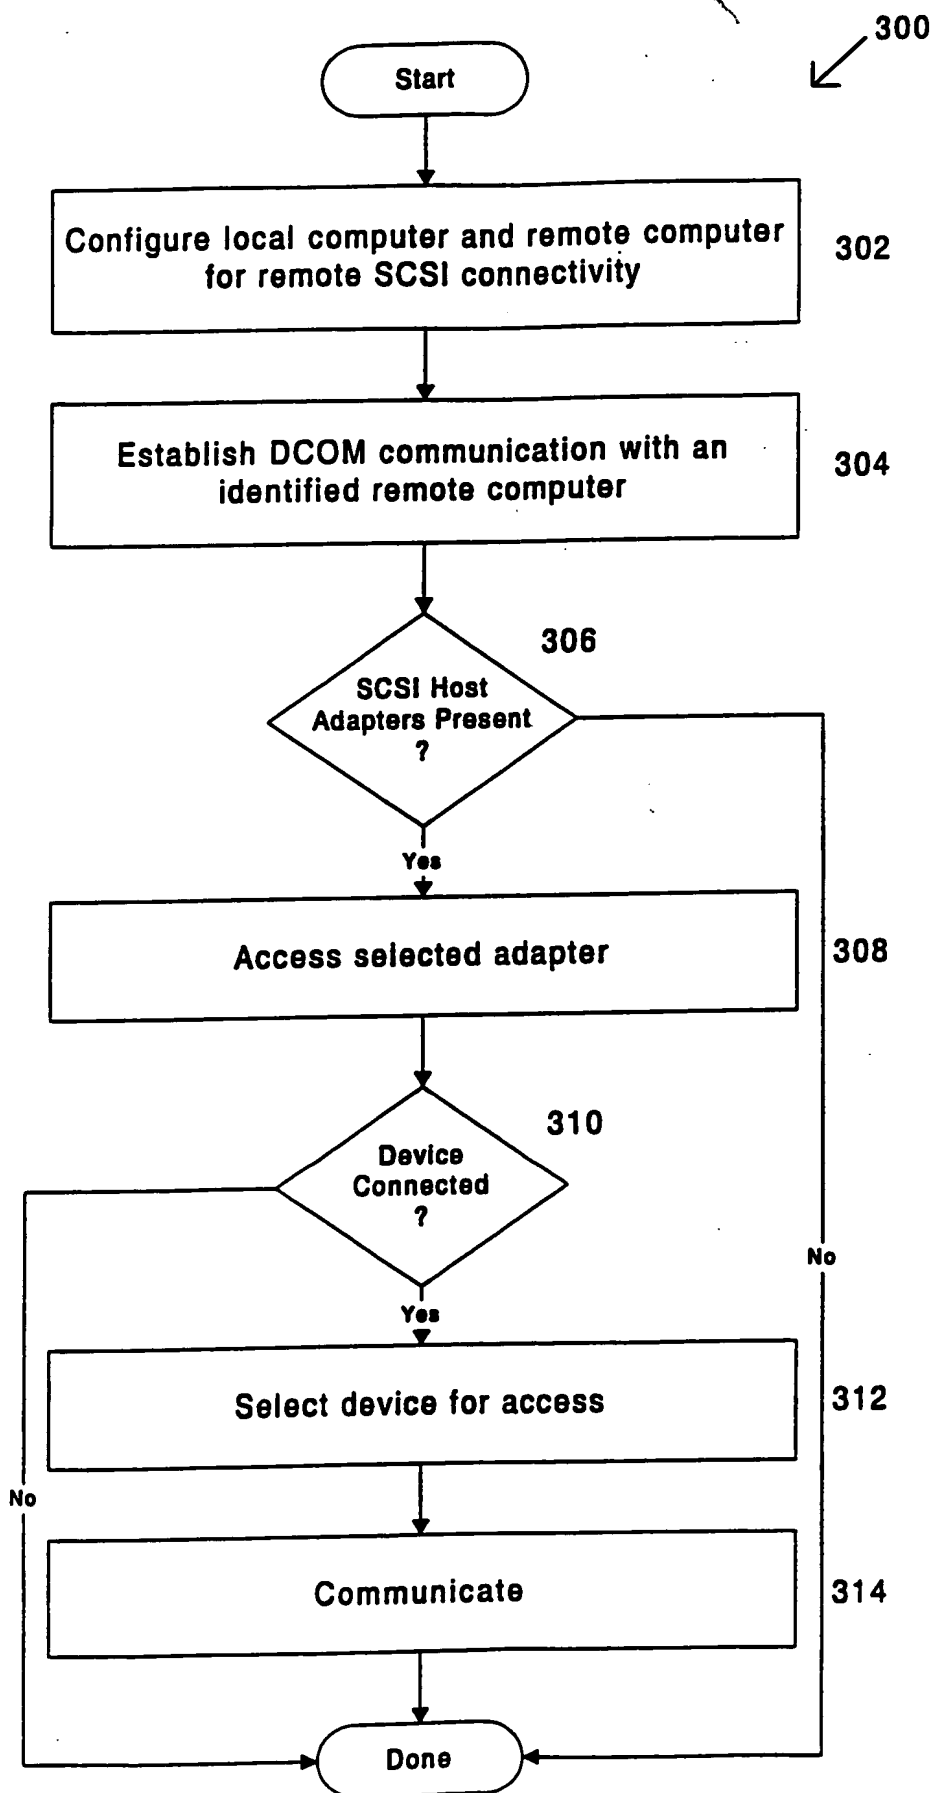 300
Start
Configure local computer and remote computer
for remote SCSI connectivity
302
Establish DCOM communication with an
identified remote computer
304
306
SCSI Host
Adapters Present
?
Yes
Access selected adapter
308
310
Device
Connected
?
No
Yes
Select device for access
312
No
Communicate
314
Done